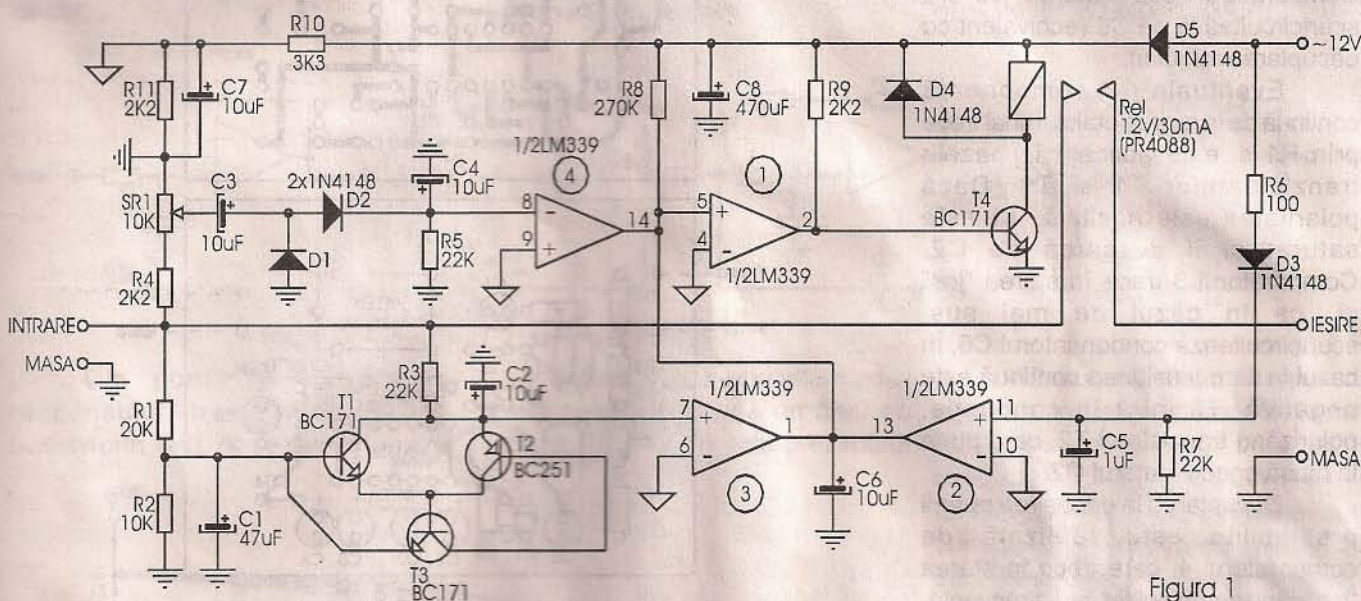 R10
3K3
R11
2K2
C7
10uF
R8
270K
C8
470uF
R9
2K2
D4
1N4148
D5
1N4148
~12V
Rel
12V/30mA
(PR4088)
R6
100
D3
1N4148
C4
10uF
1/2LM339
4
1
SR1
10K
C3
10uF
2x1N4148
D2
D1
R5
22K
8
9
14
5
4
2
1/2LM339
T4
BC171
R4
2K2
INTRARE
IESIRE
MASA
R3
22K
C2
10uF
1/2LM339
1/2LM339
R1
20K
T1
BC171
T2
BC251
7
6
1
13
11
10
MASA
C5
1uF
R7
22K
3
C6
10uF
2
R2
10K
C1
47uF
T3
BC171
Figura 1